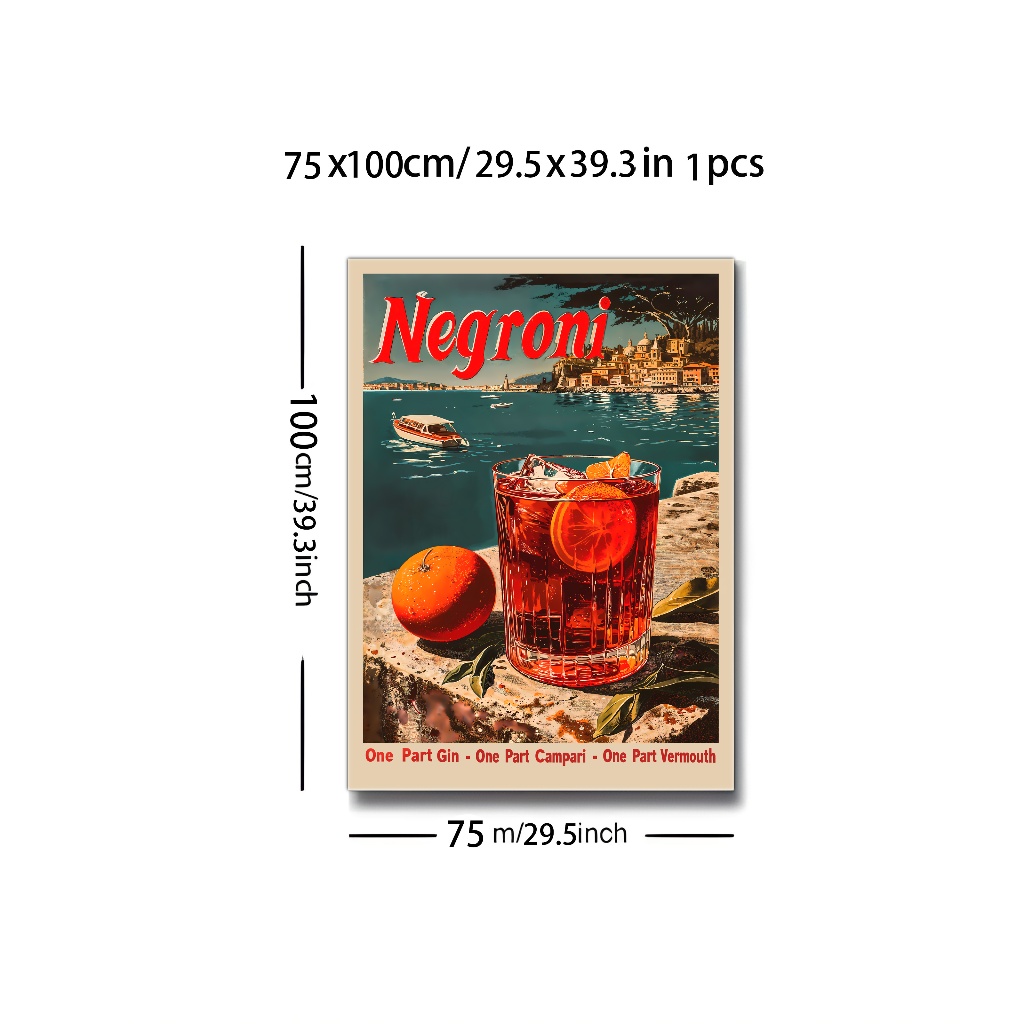 75x100cm/ 29.5x39.3in 1pcs
Negroni
100cm/39.3inch
One Part Gin - One Part Campari - One Part Vermouth
75 m/29.5inch